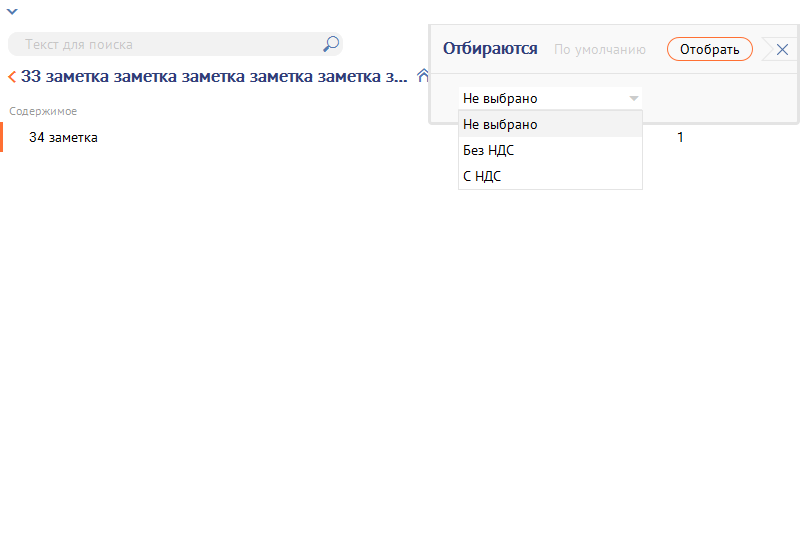 Текст для поиска
Отбираются
По умолчанию
Отобрать
33 заметка заметка заметка заметка заметка з...
Содержимое
34 заметка
1
Не выбрано
Не выбрано
Без НДС
С НДС